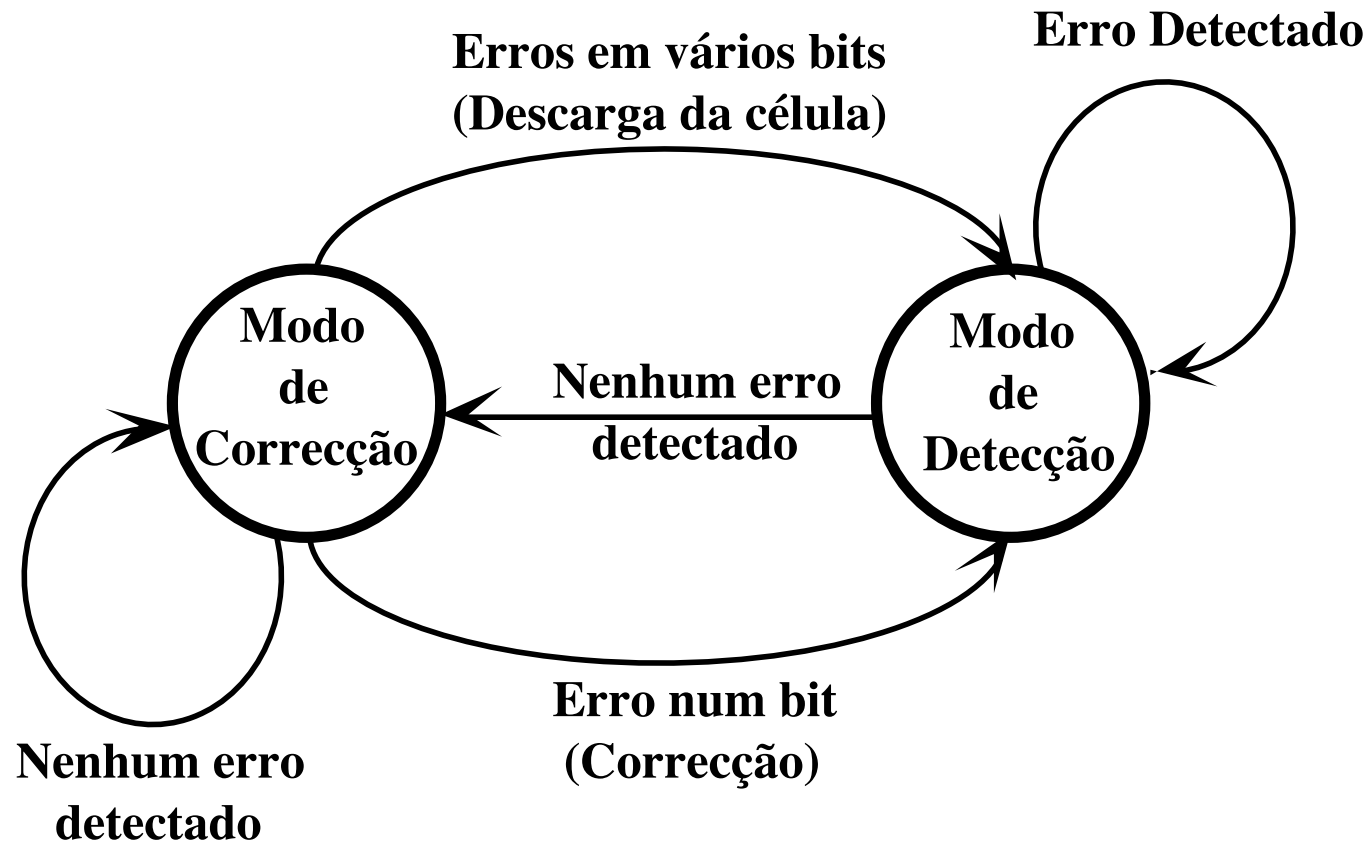 Erro Detectado
Erros em vários bits
(Descarga da célula)
Modo
de
Correcção
Nenhum erro
detectado
Modo
de
Detecção
Erro num bit
(Correcção)
Nenhum erro
detectado